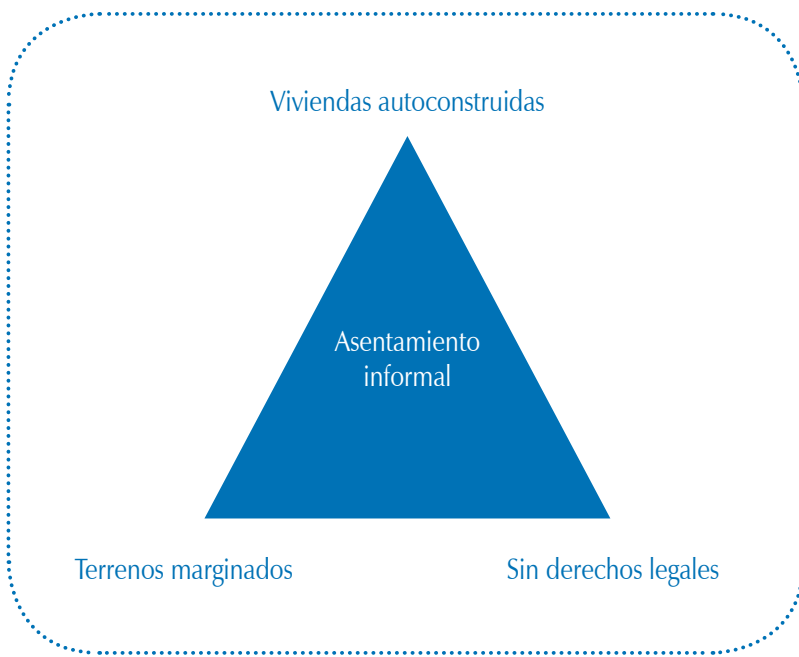 Viviendas autoconstruidas
Asentamiento
informal
Terrenos marginados
Sin derechos legales